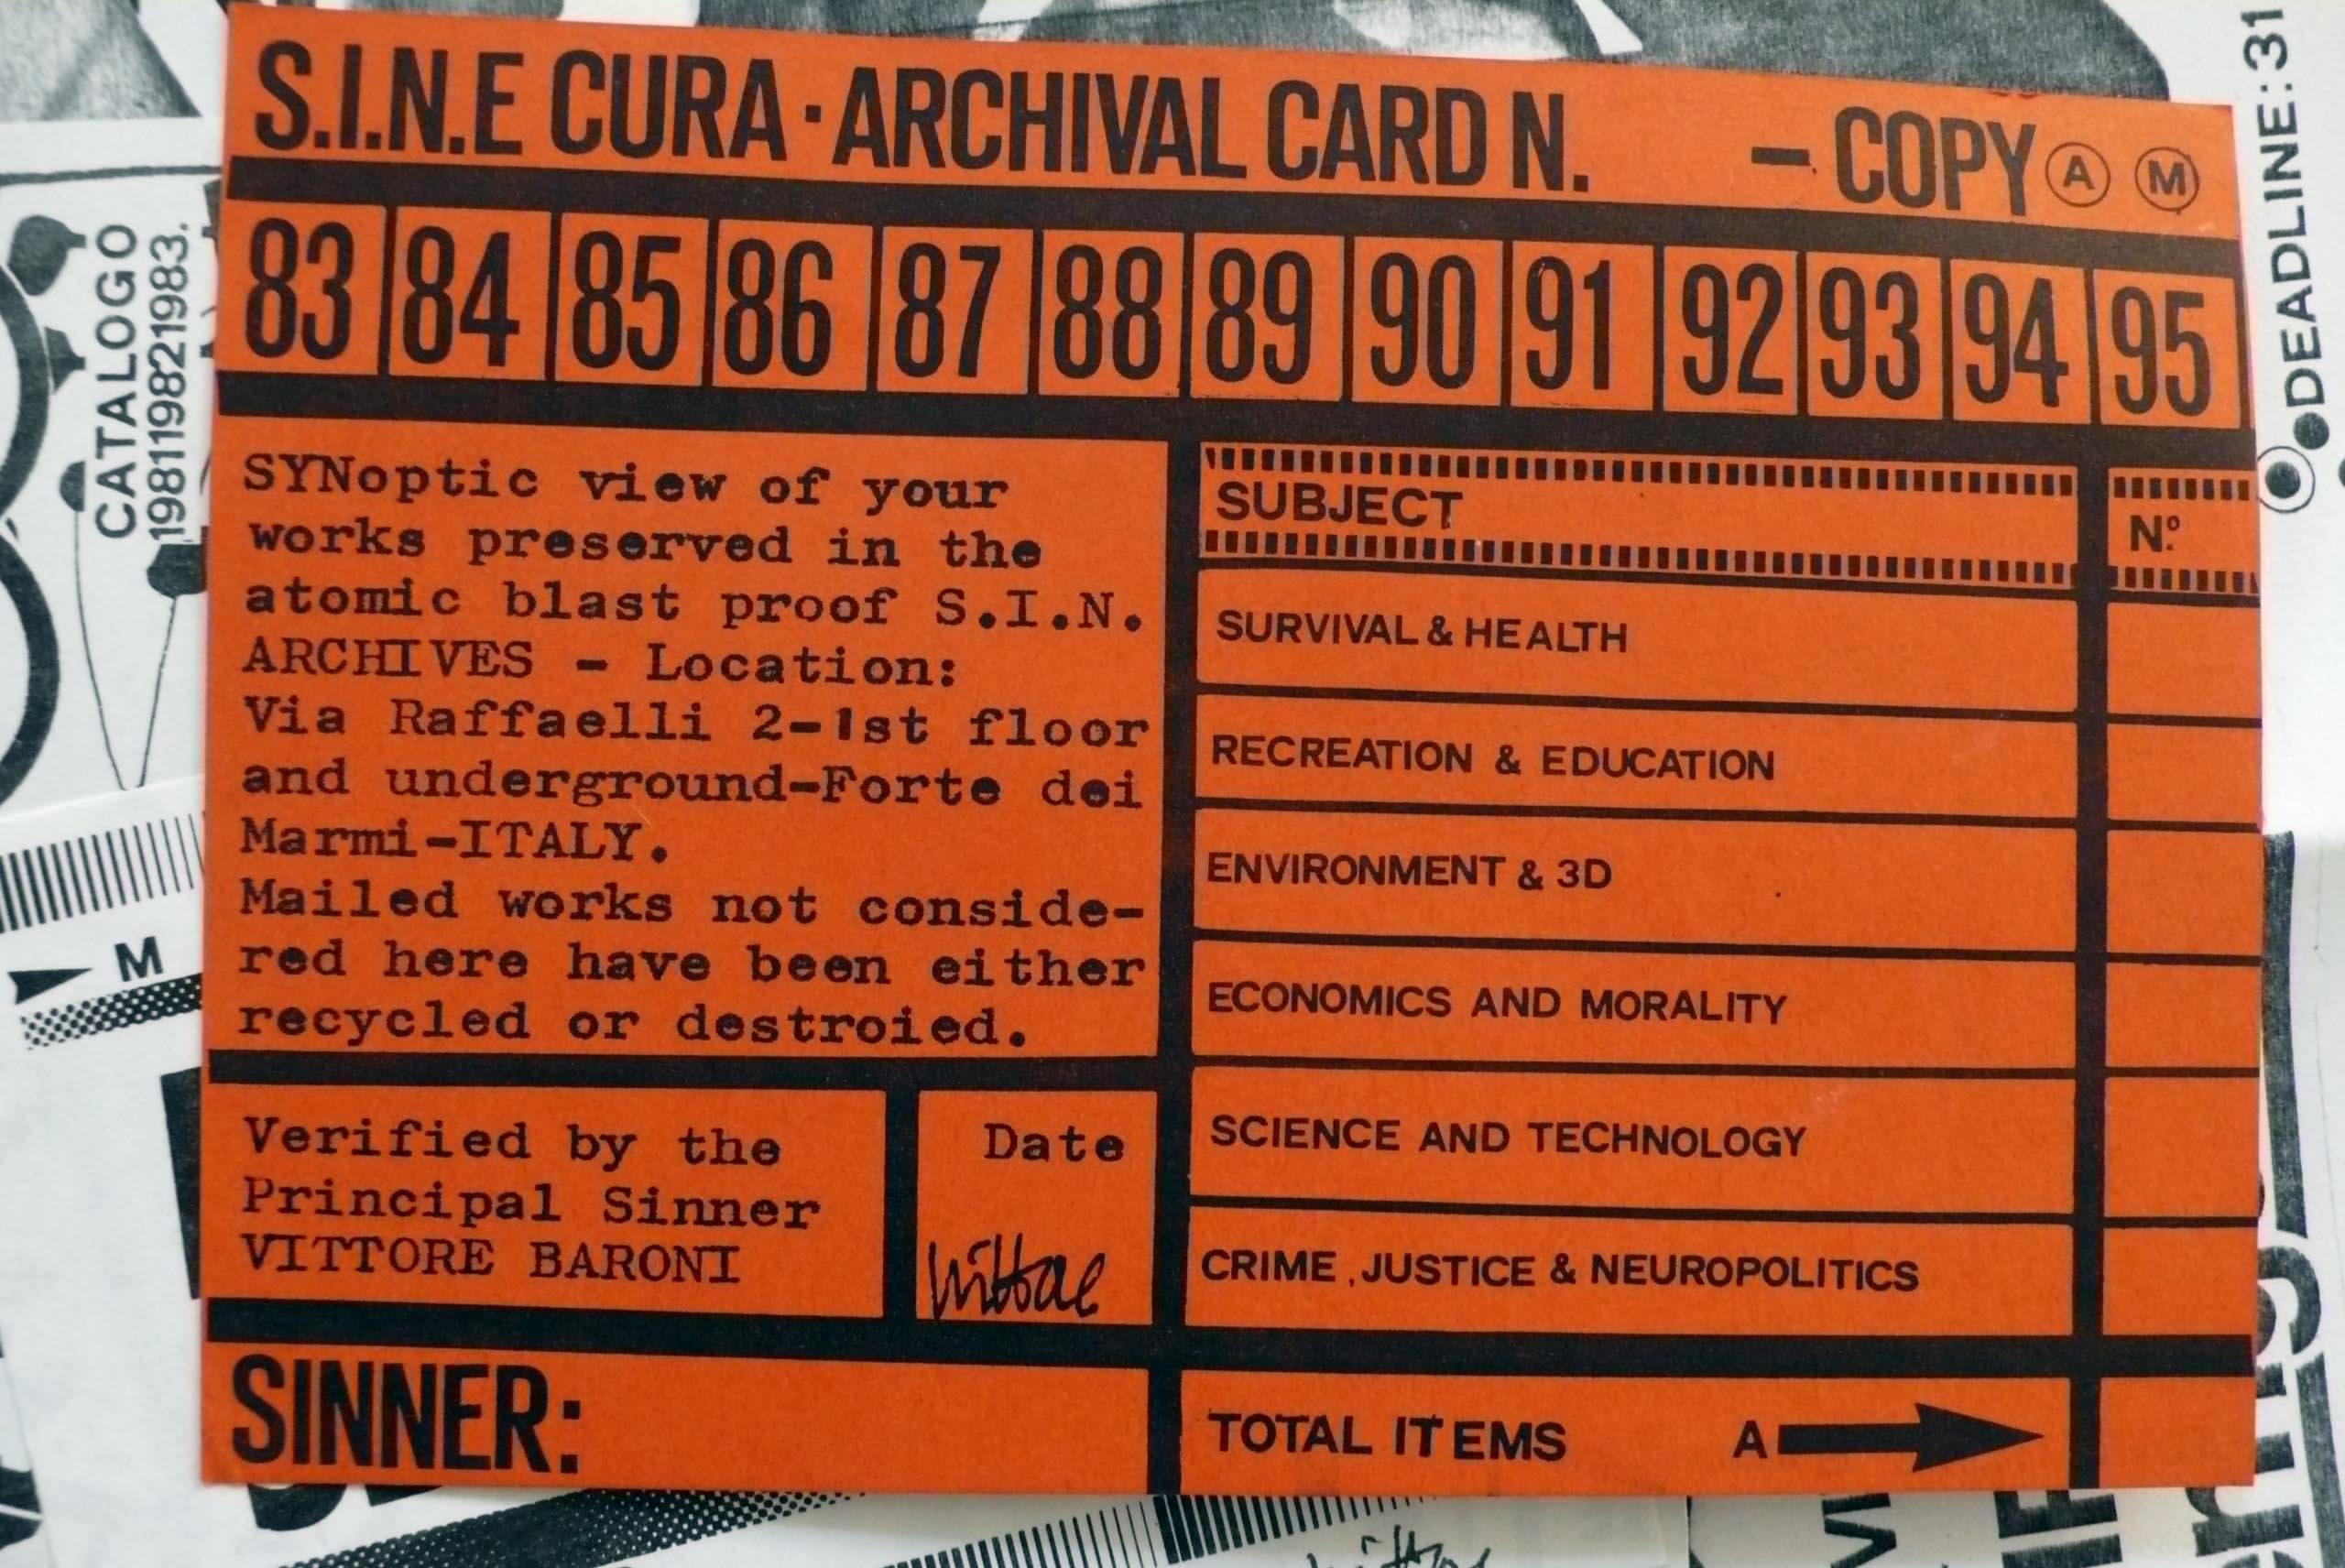 S.I.N.E CURA · ARCHIVAL CARD N. – COPY Ⓐ Ⓜ
83 84 85 86 87 88 89 90 91 92 93 94 95
SYNoptic view of your
works preserved in the
atomic blast proof S.I.N.
ARCHIVES - Location:
Via Raffaelli 2-1st floor
and underground-Forte dei
Marmi-ITALY.
Mailed works not conside-
red here have been either
recycled or destroied.
Verified by the
Principal Sinner
VITTORE BARONI
Date
SINNER:
SUBJECT
Nº
SURVIVAL & HEALTH
RECREATION & EDUCATION
ENVIRONMENT & 3D
ECONOMICS AND MORALITY
SCIENCE AND TECHNOLOGY
CRIME, JUSTICE & NEUROPOLITICS
TOTAL ITEMS A
CATALOGO
198119821983.
M
DEADLINE: 31